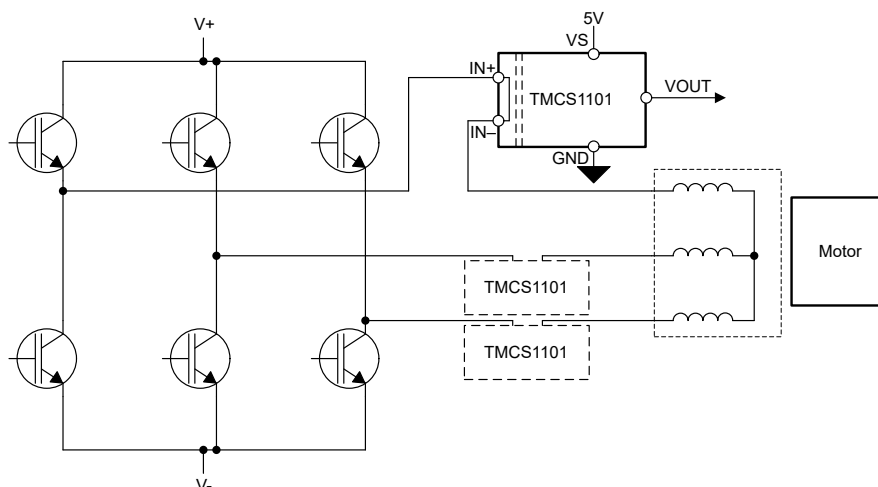 V+
5V
VS
IN+
TMCS1101
VOUT
IN–
GND
Motor
TMCS1101
TMCS1101
V-